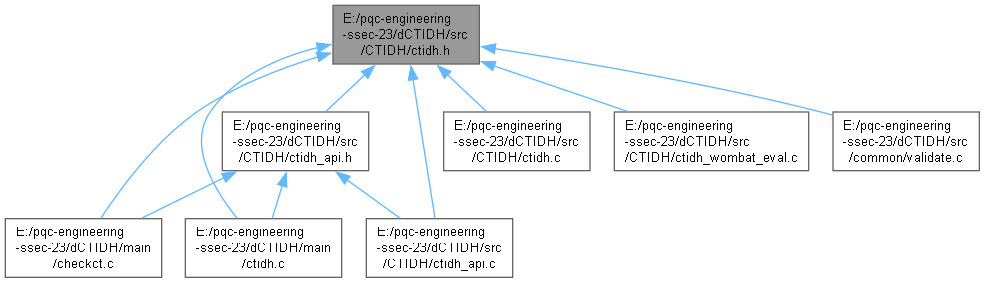 E:/pqc-engineering
-ssec-23/dCTIDH/src
/CTIDH/ctidh.h
E:/pqc-engineering
-ssec-23/dCTIDH/src
/CTIDH/ctidh_api.h
E:/pqc-engineering
-ssec-23/dCTIDH/src
/CTIDH/ctidh.c
E:/pqc-engineering
-ssec-23/dCTIDH/src
/CTIDH/ctidh_wombat_eval.c
E:/pqc-engineering
-ssec-23/dCTIDH/src
/common/validate.c
E:/pqc-engineering
-ssec-23/dCTIDH/main
/checkct.c
E:/pqc-engineering
-ssec-23/dCTIDH/main
/ctidh.c
E:/pqc-engineering
-ssec-23/dCTIDH/src
/CTIDH/ctidh_api.c